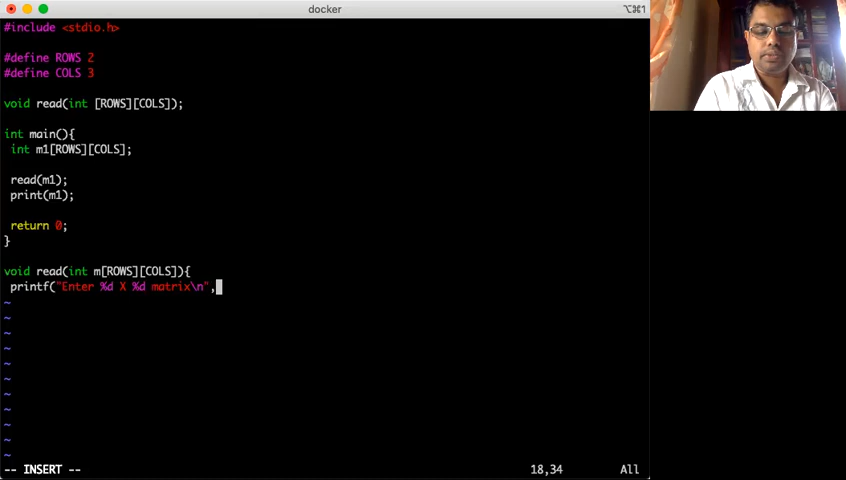 docker
⌥⌘1
#include <stdio.h>
#define ROWS 2
#define COLS 3
void read(int [ROWS][COLS]);
int main(){
int m1[ROWS][COLS];
read(m1);
print(m1);
return 0;
}
void read(int m[ROWS][COLS]){
printf("Enter %d X %d matrix\n",
~
~
~
~
~
~
~
~
~
~
~
-- INSERT -- 18,34 All